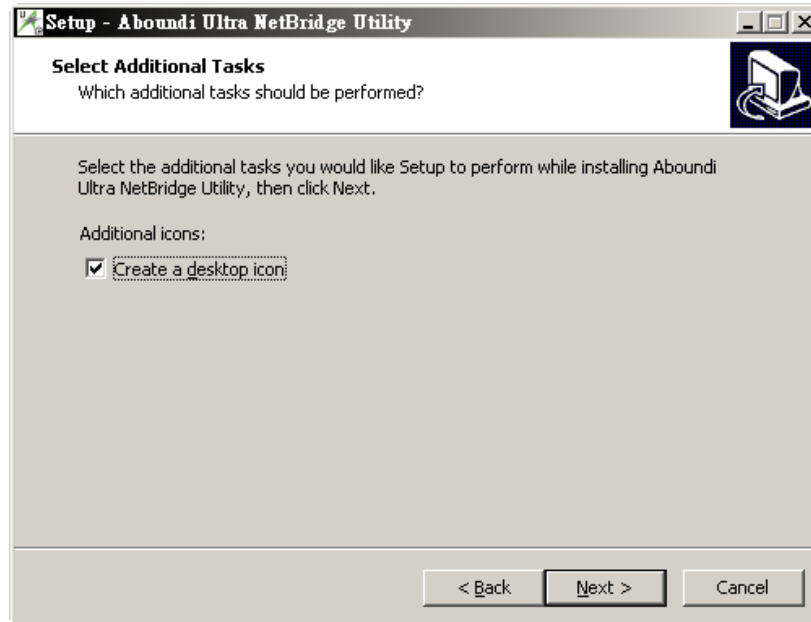 Setup - Aboundi Ultra NetBridge Utility
Select Additional Tasks
Which additional tasks should be performed?
Select the additional tasks you would like Setup to perform while installing Aboundi
Ultra NetBridge Utility, then click Next.
Additional icons:
Create a desktop icon
< Back Next > Cancel